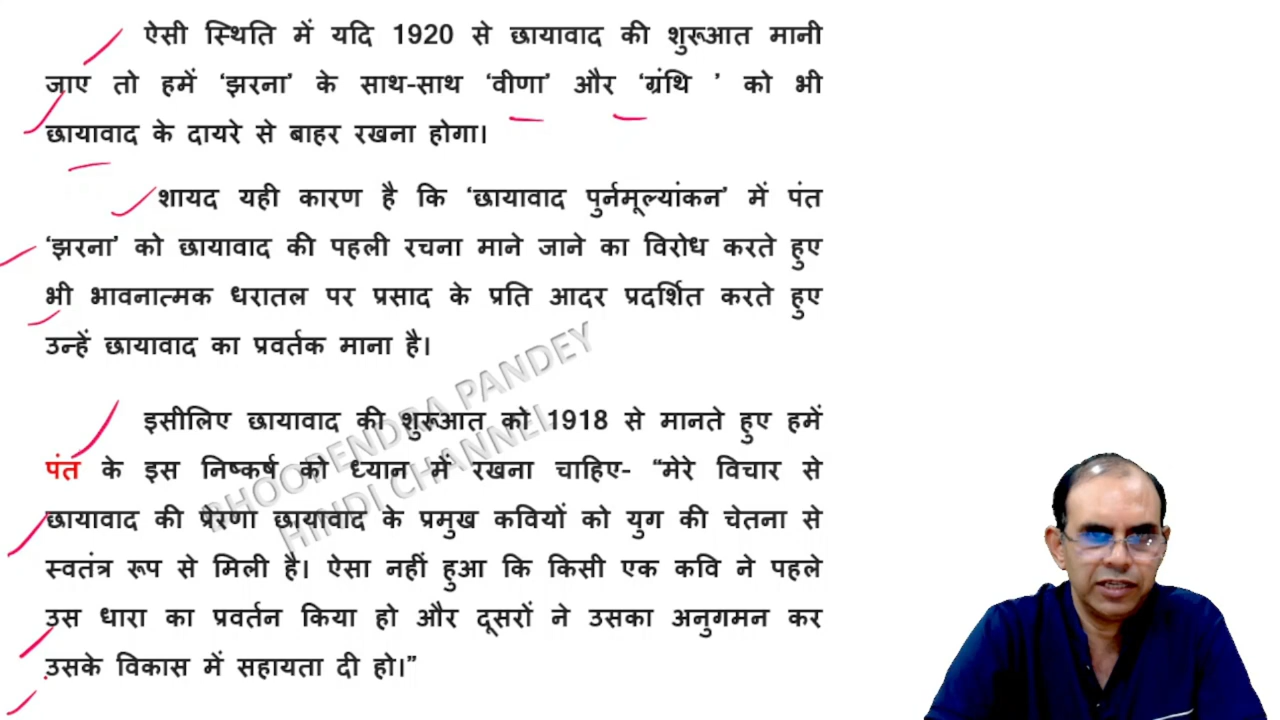 ऐसी स्थिति में यदि 1920 से छायावाद की शुरूआत मानी
जाए तो हमें ‘झरना’ के साथ-साथ ‘वीणा’ और ‘ग्रंथि ’ को भी
छायावाद के दायरे से बाहर रखना होगा।
शायद यही कारण है कि ‘छायावाद पुर्नमूल्यांकन’ में पंत
‘झरना’ को छायावाद की पहली रचना माने जाने का विरोध करते हुए
भी भावनात्मक धरातल पर प्रसाद के प्रति आदर प्रदर्शित करते हुए
उन्हें छायावाद का प्रवर्तक माना है।
इसीलिए छायावाद की शुरूआत को 1918 से मानते हुए हमें
पंत के इस निष्कर्ष को ध्यान में रखना चाहिए- “मेरे विचार से
छायावाद की प्रेरणा छायावाद के प्रमुख कवियों को युग की चेतना से
स्वतंत्र रूप से मिली है। ऐसा नहीं हुआ कि किसी एक कवि ने पहले
उस धारा का प्रवर्तन किया हो और दूसरों ने उसका अनुगमन कर
उसके विकास में सहायता दी हो।”
BHOOPENDRA PANDEY
HINDI CHANNEL